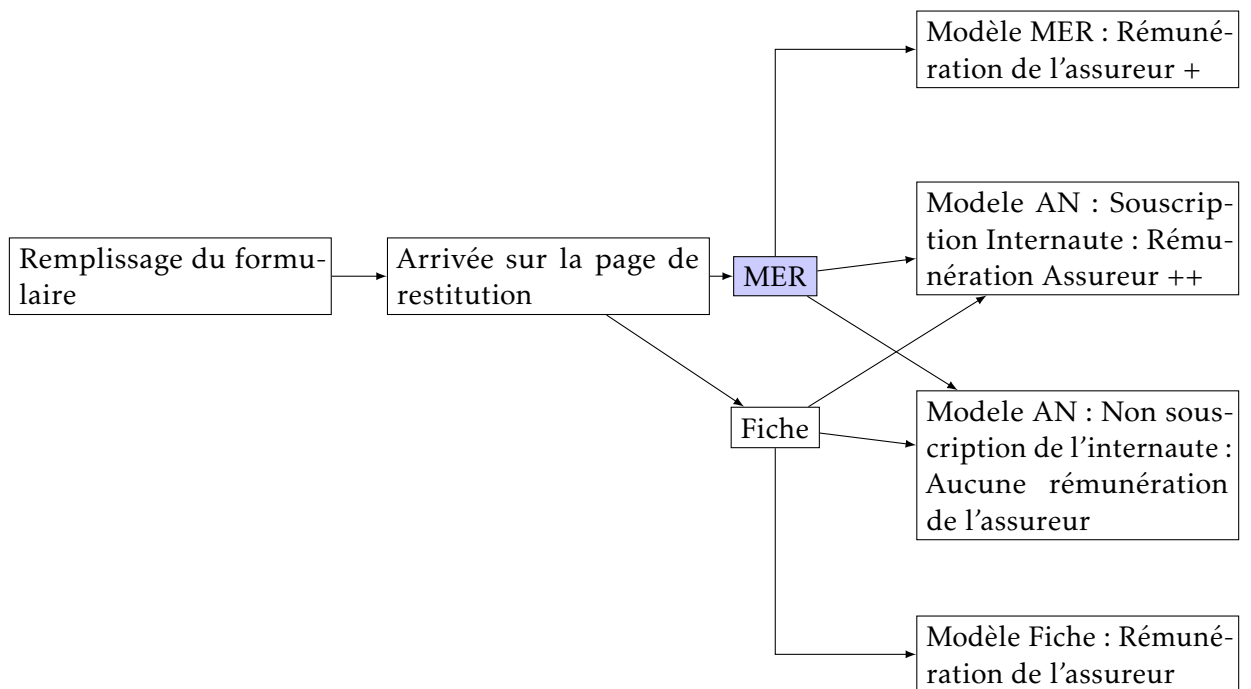 Modèle MER : Rémuné-
ration de l'assureur +
Modele AN : Souscrip-
tion Internaute : Rému-
nération Assureur ++
Remplissage du formu-
laire
Arrivée sur la page de
restitution
MER
Fiche
Modele AN : Non sous-
cription de l'internaute :
Aucune rémunération
de l'assureur
Modèle Fiche : Rémuné-
ration de l'assureur